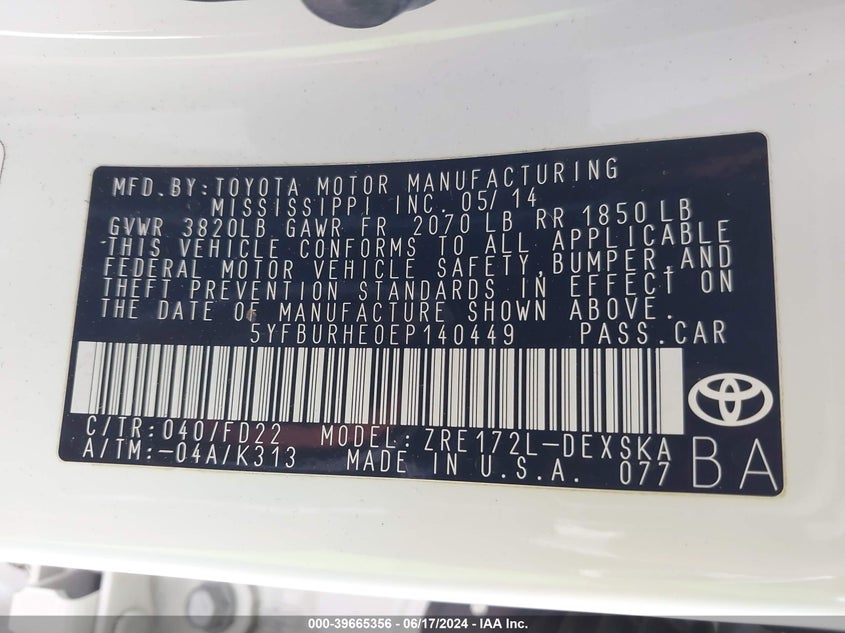 MFD.BY:TOYOTA MOTOR MANUFACTURING
MISSISSIPPI INC. 05/14
GVWR 3820LB GAWR FR 2070 LB RR 1850 LB
THIS VEHICLE CONFORMS TO ALL APPLICABLE
FEDERAL MOTOR VEHICLE SAFETY, BUMPER, AND
THEFT PREVENTION STANDARDS IN EFFECT ON
THE DATE OF MANUFACTURE SHOWN ABOVE.
5YFBURHE0EP140449 PASS.CAR
C/TR:040/FD22 MODEL:ZRE172L-DEXSKA
A/TM:-04A/K313 MADE IN U.S.A. 077
BA
000-39665356 - 06/17/2024 - IAA Inc.